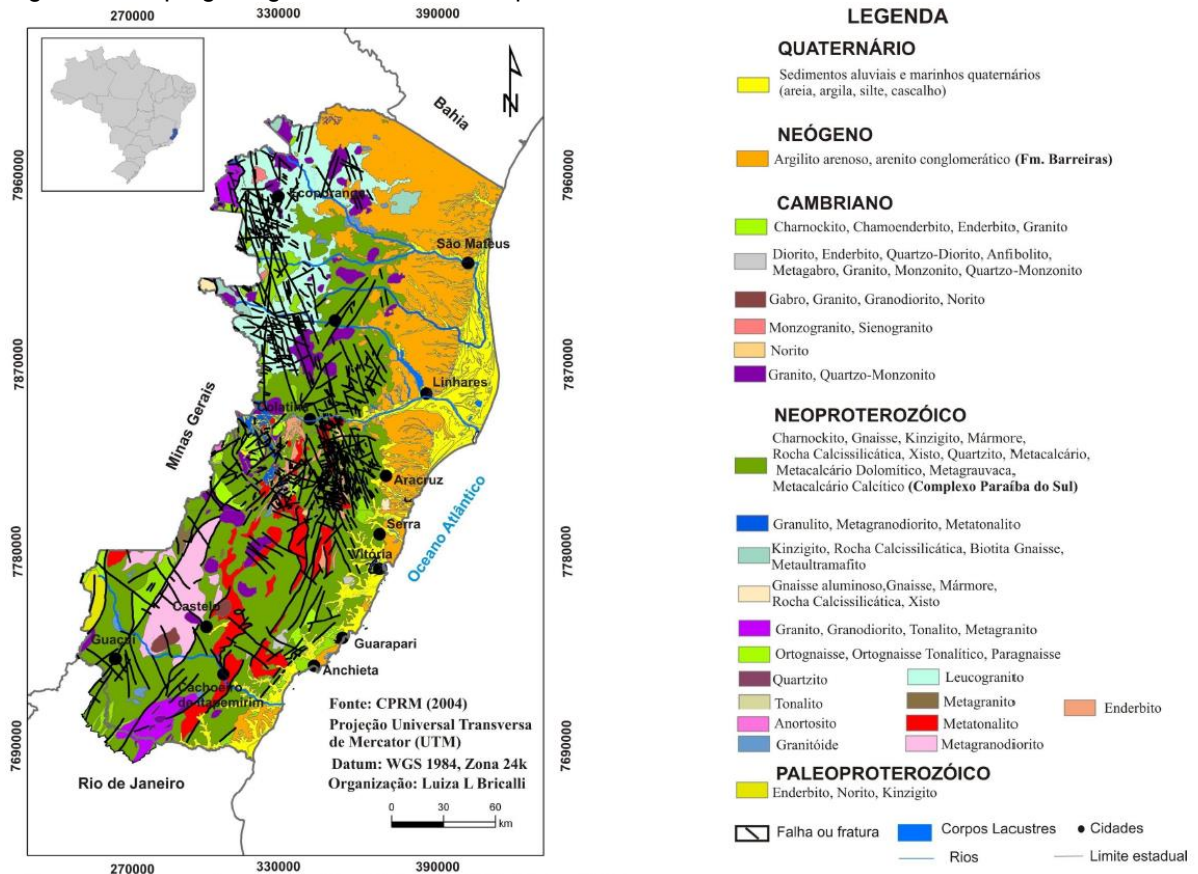 270000
330000
390000
Bahia
N
7960000
7960000
Ecoporanga
São Mateus
7870000
7870000
Linhares
Colatina
Minas Gerais
Aracruz
Oceano Atlântico
Serra
Vitória
7780000
7780000
Castelo
Guaçuí
Guarapari
Anchieta
Cachoeiro
de Itapemirim
Fonte: CPRM (2004)
Projeção Universal Transversa
de Mercator (UTM)
Datum: WGS 1984, Zona 24k
Organização: Luiza L Bricalli
7690000
7690000
Rio de Janeiro
0 30 60
km
270000
330000
390000
LEGENDA
QUATERNÁRIO
Sedimentos aluviais e marinhos quaternários
(areia, argila, silte, cascalho)
NEÓGENO
Argilito arenoso, arenito conglomerático (Fm. Barreiras)
CAMBRIANO
Charnockito, Chamoenderbito, Enderbito, Granito
Diorito, Enderbito, Quartzo-Diorito, Anfibolito,
Metagabro, Granito, Monzonito, Quartzo-Monzonito
Gabro, Granito, Granodiorito, Norito
Monzogranito, Sienogranito
Norito
Granito, Quartzo-Monzonito
NEOPROTEROZÓICO
Charnockito, Gnaisse, Kinzigito, Mármore,
Rocha Calcissilicática, Xisto, Quartzito, Metacalcário,
Metacalcário Dolomítico, Metagrauvaca,
Metacalcário Calcítico (Complexo Paraíba do Sul)
Granulito, Metagranodiorito, Metatonalito
Kinzigito, Rocha Calcissilicática, Biotita Gnaisse,
Metaultramafito
Gnaisse aluminoso,Gnaisse, Mármore,
Rocha Calcissilicática, Xisto
Granito, Granodiorito, Tonalito, Metagranito
Ortognaisse, Ortognaisse Tonalítico, Paragnaisse
Quartzito
Leucogranito
Tonalito
Metagranito
Enderbito
Anortosito
Metatonalito
Granitóide
Metagranodiorito
PALEOPROTEROZÓICO
Enderbito, Norito, Kinzigito
Falha ou fratura
Corpos Lacustres
Cidades
Rios
Limite estadual